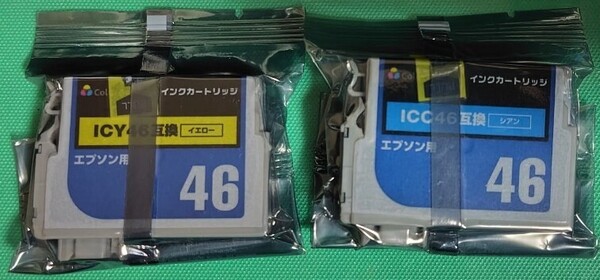 Col
インクカートリッジ
ICY46互換
イエロー
エプソン用
46
Co
インクカートリッジ
ICC46互換
シアン
エプソン用
46